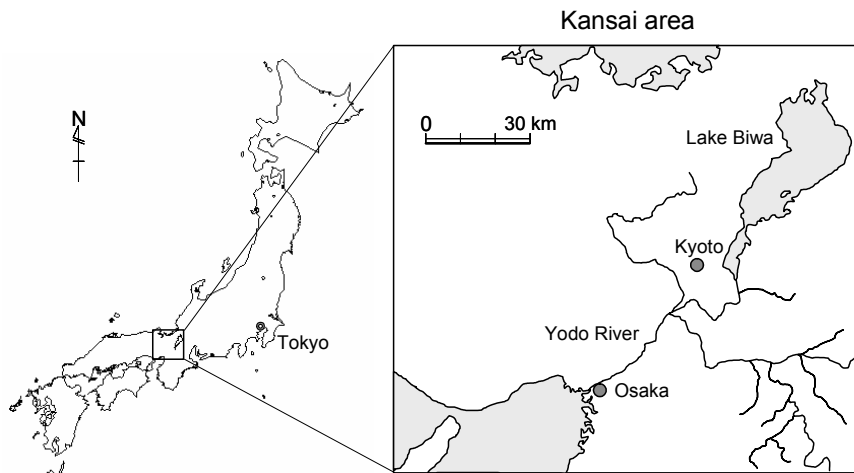 Kansai area
N
0 30 km
Lake Biwa
Kyoto
Yodo River
Tokyo
Osaka